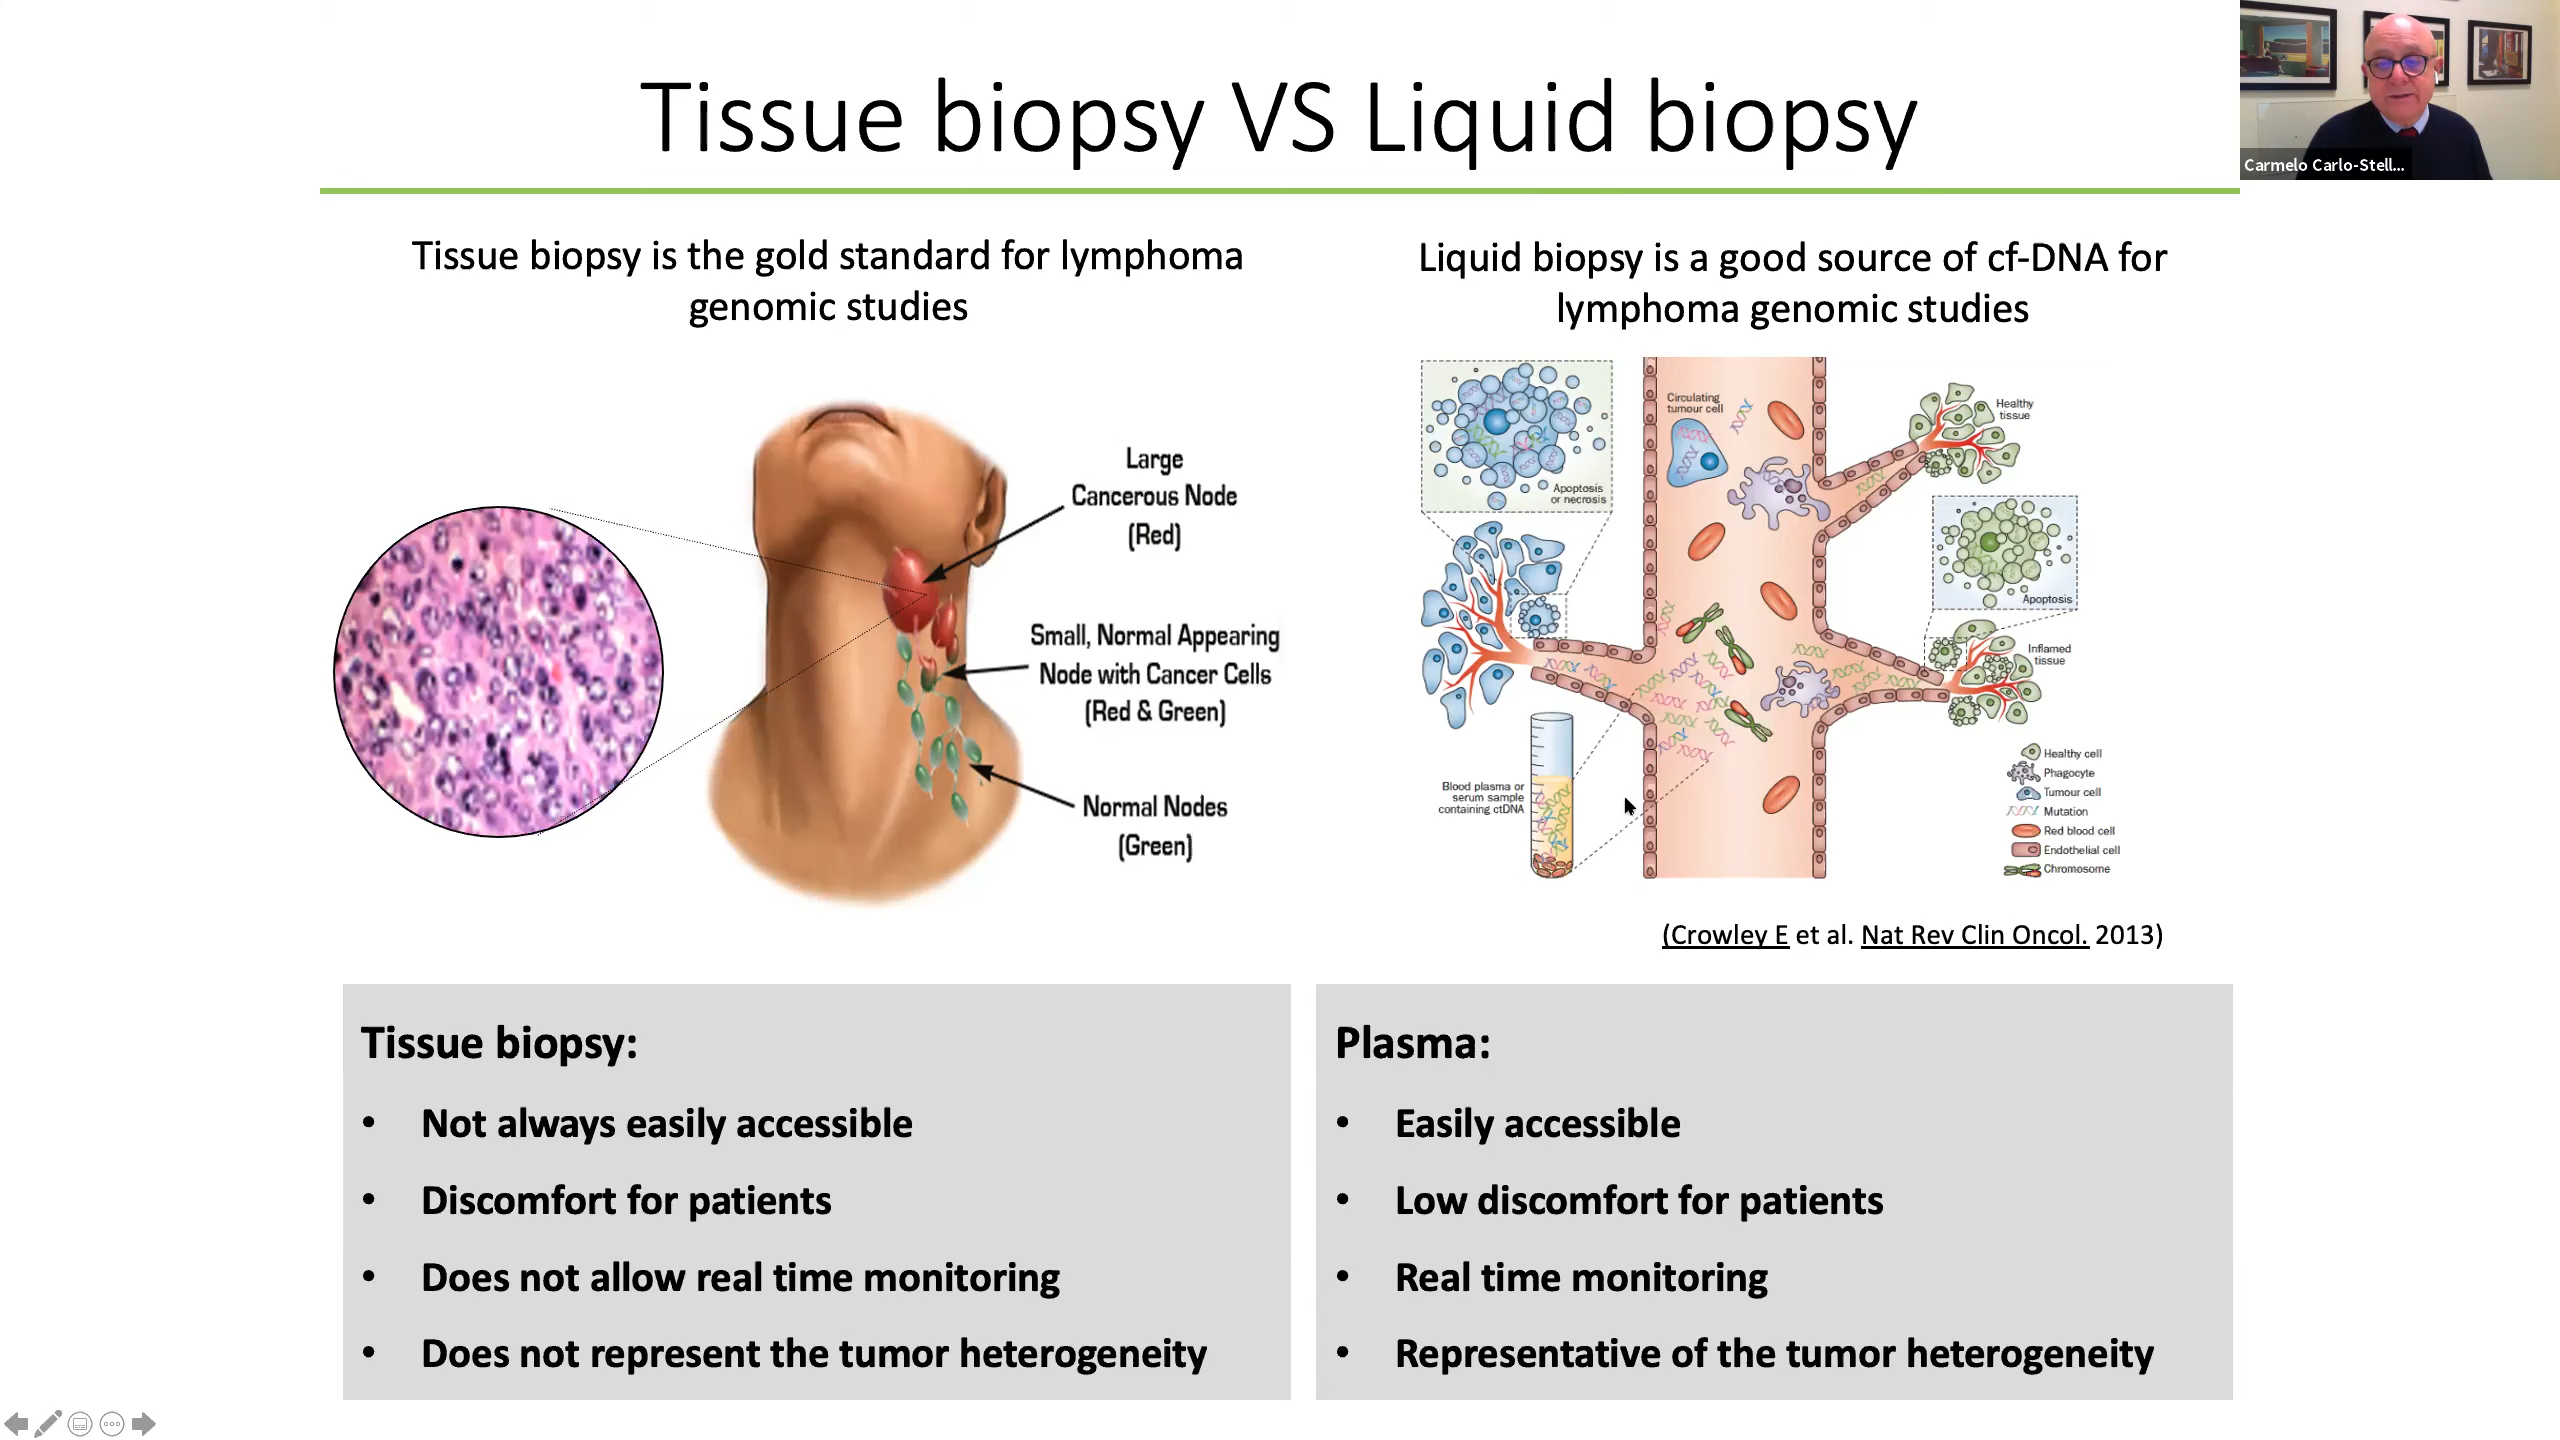 Tissue biopsy VS Liquid biopsy
Carmelo Carlo-Stell...
Tissue biopsy is the gold standard for lymphoma
genomic studies
Large
Cancerous Node
(Red)
Small, Normal Appearing
Node with Cancer Cells
(Red & Green)
Normal Nodes
(Green)
Liquid biopsy is a good source of cf-DNA for
lymphoma genomic studies
Apoptosis
or necrosis
Circulating
tumour cell
Healthy
tissue
Apoptosis
Inflamed
tissue
Blood plasma or
serum sample
containing ctDNA
Healthy cell
Phagocyte
Tumour cell
Mutation
Red blood cell
Endothelial cell
Chromosome
(Crowley E et al. Nat Rev Clin Oncol. 2013)
Tissue biopsy:
• Not always easily accessible
• Discomfort for patients
• Does not allow real time monitoring
• Does not represent the tumor heterogeneity
Plasma:
• Easily accessible
• Low discomfort for patients
• Real time monitoring
• Representative of the tumor heterogeneity